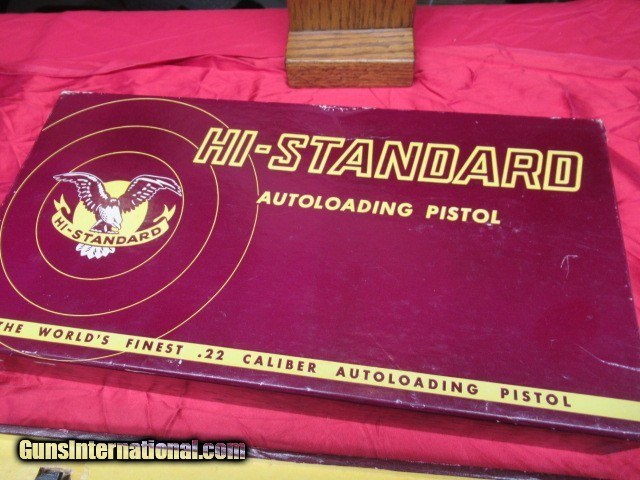 HI-STANDARD
AUTOLOADING PISTOL
HI-STANDARD
THE WORLD'S FINEST .22 CALIBER AUTOLOADING PISTOL
GunsInternational.com